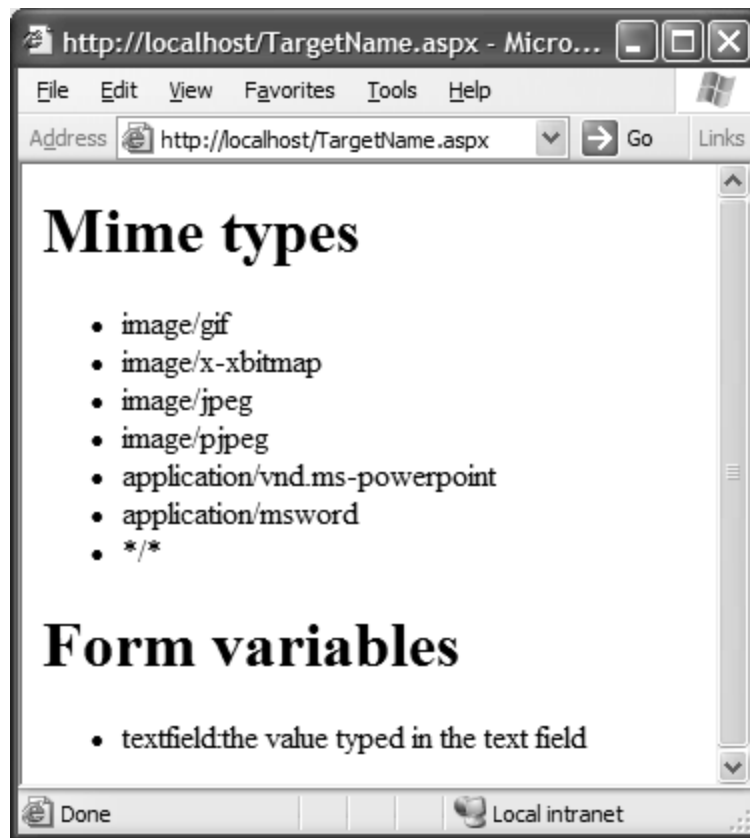 http://localhost/TargetName.aspx - Micro...
File Edit View Favorites Tools Help
Address http://localhost/TargetName.aspx Go Links
Mime types
• image/gif
• image/x-xbitmap
• image/jpeg
• image/pjpeg
• application/vnd.ms-powerpoint
• application/msword
• */*
Form variables
• textfield:the value typed in the text field
Done Local intranet